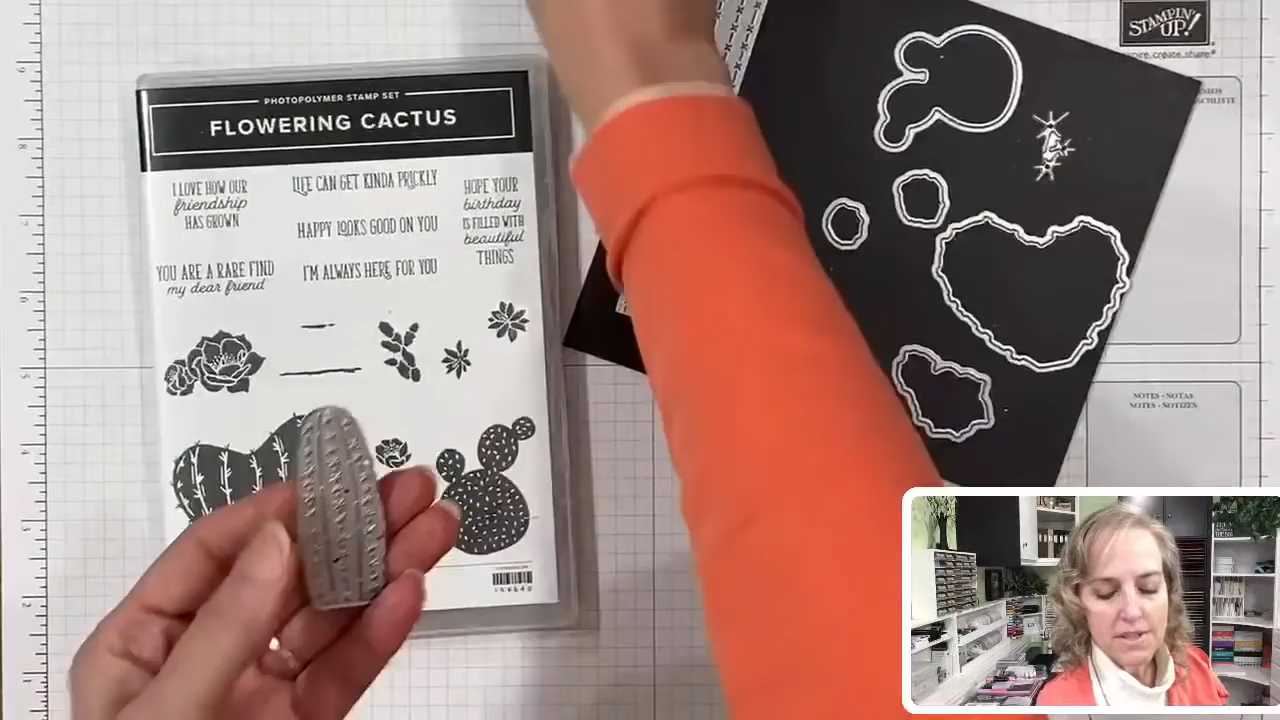 PHOTOPOLYMER STAMP SET
FLOWERING CACTUS
I LOVE HOW OUR
friendship
HAS GROWN
LIFE CAN GET KINDA PRICKLY
HOPE YOUR
birthday
IS FILLED WITH
beautiful
THINGS
HAPPY LOOKS GOOD ON YOU
YOU ARE A RARE FIND
my dear friend
I'M ALWAYS HERE FOR YOU
STAMPIN' UP!
create. share.
NOTES • NOTAS
NOTES • NOTIZEN